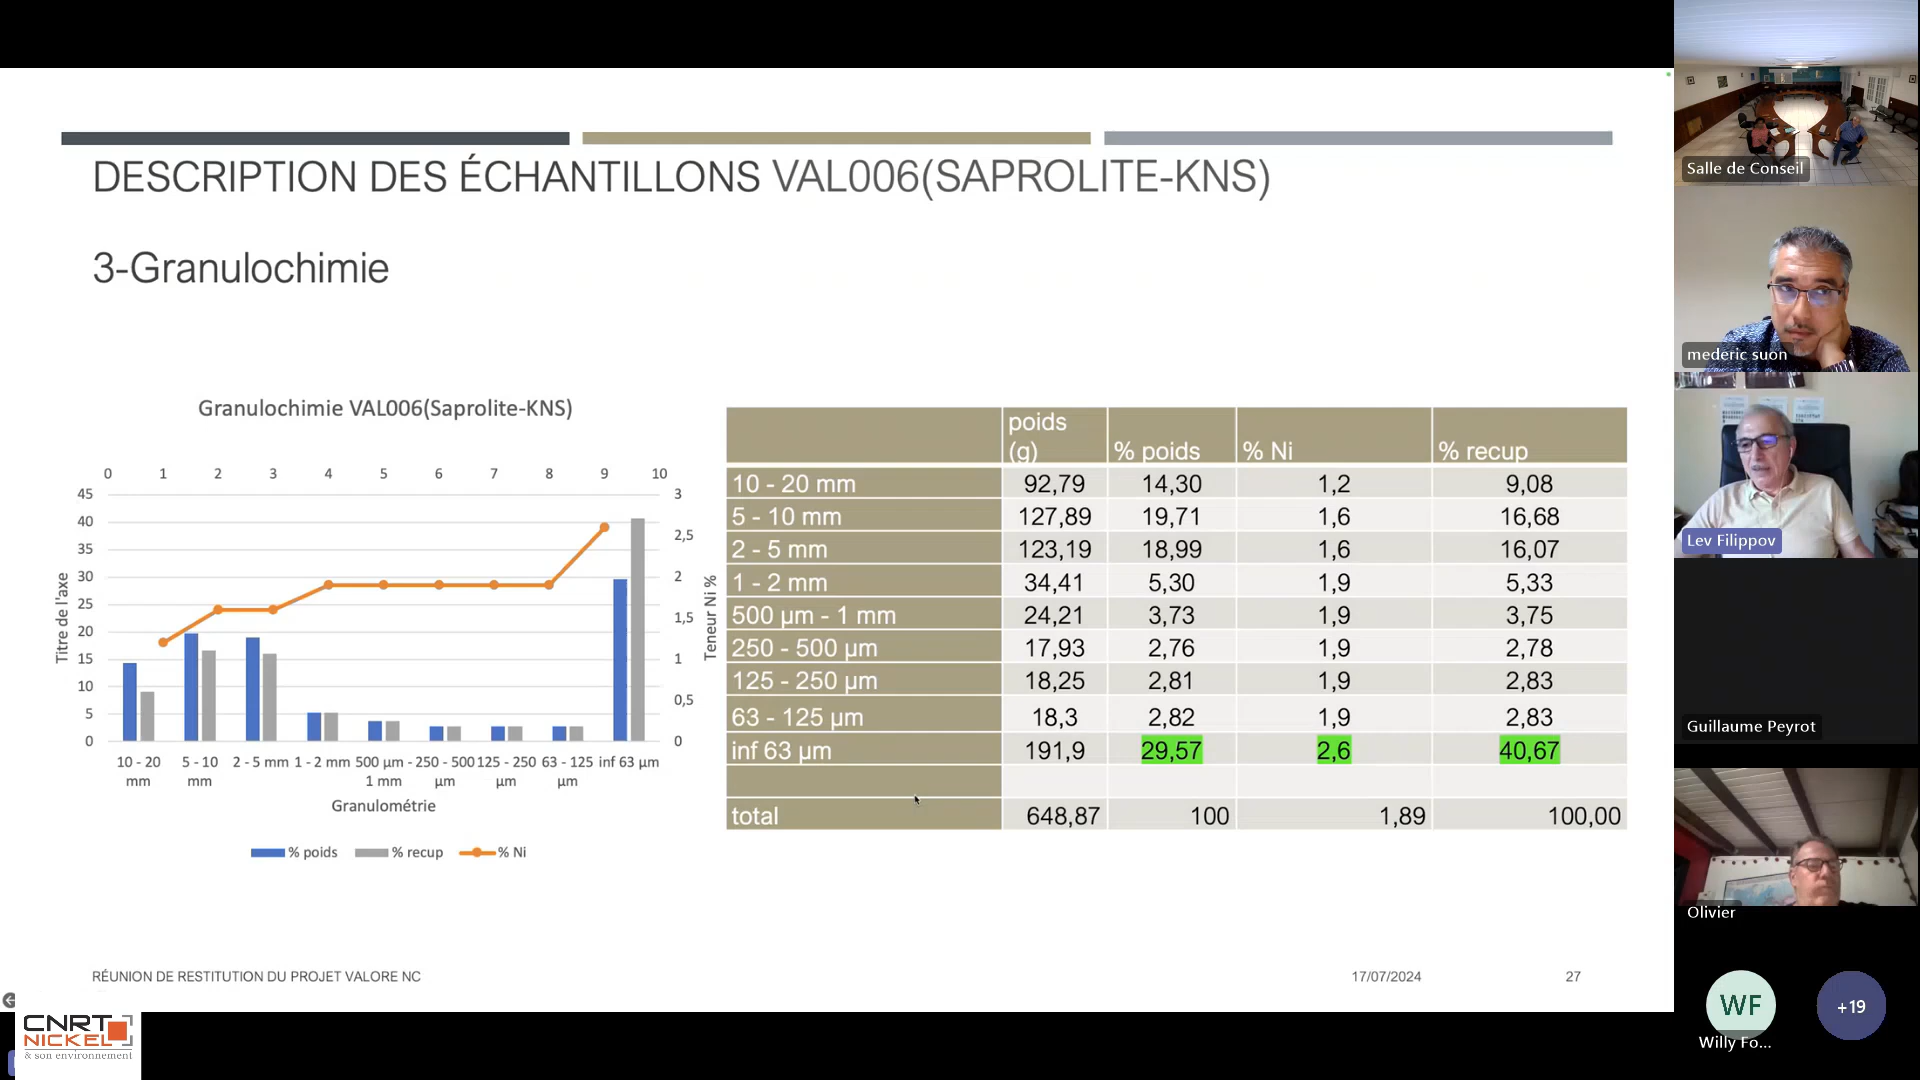 DESCRIPTION DES ÉCHANTILLONS VAL006(SAPROLITE-KNS)
3-Granulochimie
Granulochimie VAL006(Saprolite-KNS)
0 1 2 3 4 5 6 7 8 9 10
45
40
35
30
25
20
15
10
5
0
Titre de l'axe
3
2,5
2
1,5
1
0,5
0
Teneur Ni %
10 - 20 mm
5 - 10 mm
2 - 5 mm
1 - 2 mm
500 µm - 1 mm
250 - 500 µm
125 - 250 µm
63 - 125 µm
inf 63 µm
Granulométrie
% poids % recup % Ni
poids (g) % poids % Ni % recup
10 - 20 mm 92,79 14,30 1,2 9,08
5 - 10 mm 127,89 19,71 1,6 16,68
2 - 5 mm 123,19 18,99 1,6 16,07
1 - 2 mm 34,41 5,30 1,9 5,33
500 µm - 1 mm 24,21 3,73 1,9 3,75
250 - 500 µm 17,93 2,76 1,9 2,78
125 - 250 µm 18,25 2,81 1,9 2,83
63 - 125 µm 18,3 2,82 1,9 2,83
inf 63 µm 191,9 29,57 2,6 40,67
total 648,87 100 1,89 100,00
RÉUNION DE RESTITUTION DU PROJET VALORE NC
17/07/2024
27
CNRT
NICKEL
& son environnement
Salle de Conseil
mederic suon
Lev Filippov
Guillaume Peyrot
Olivier
WF
Willy Fo...
+19